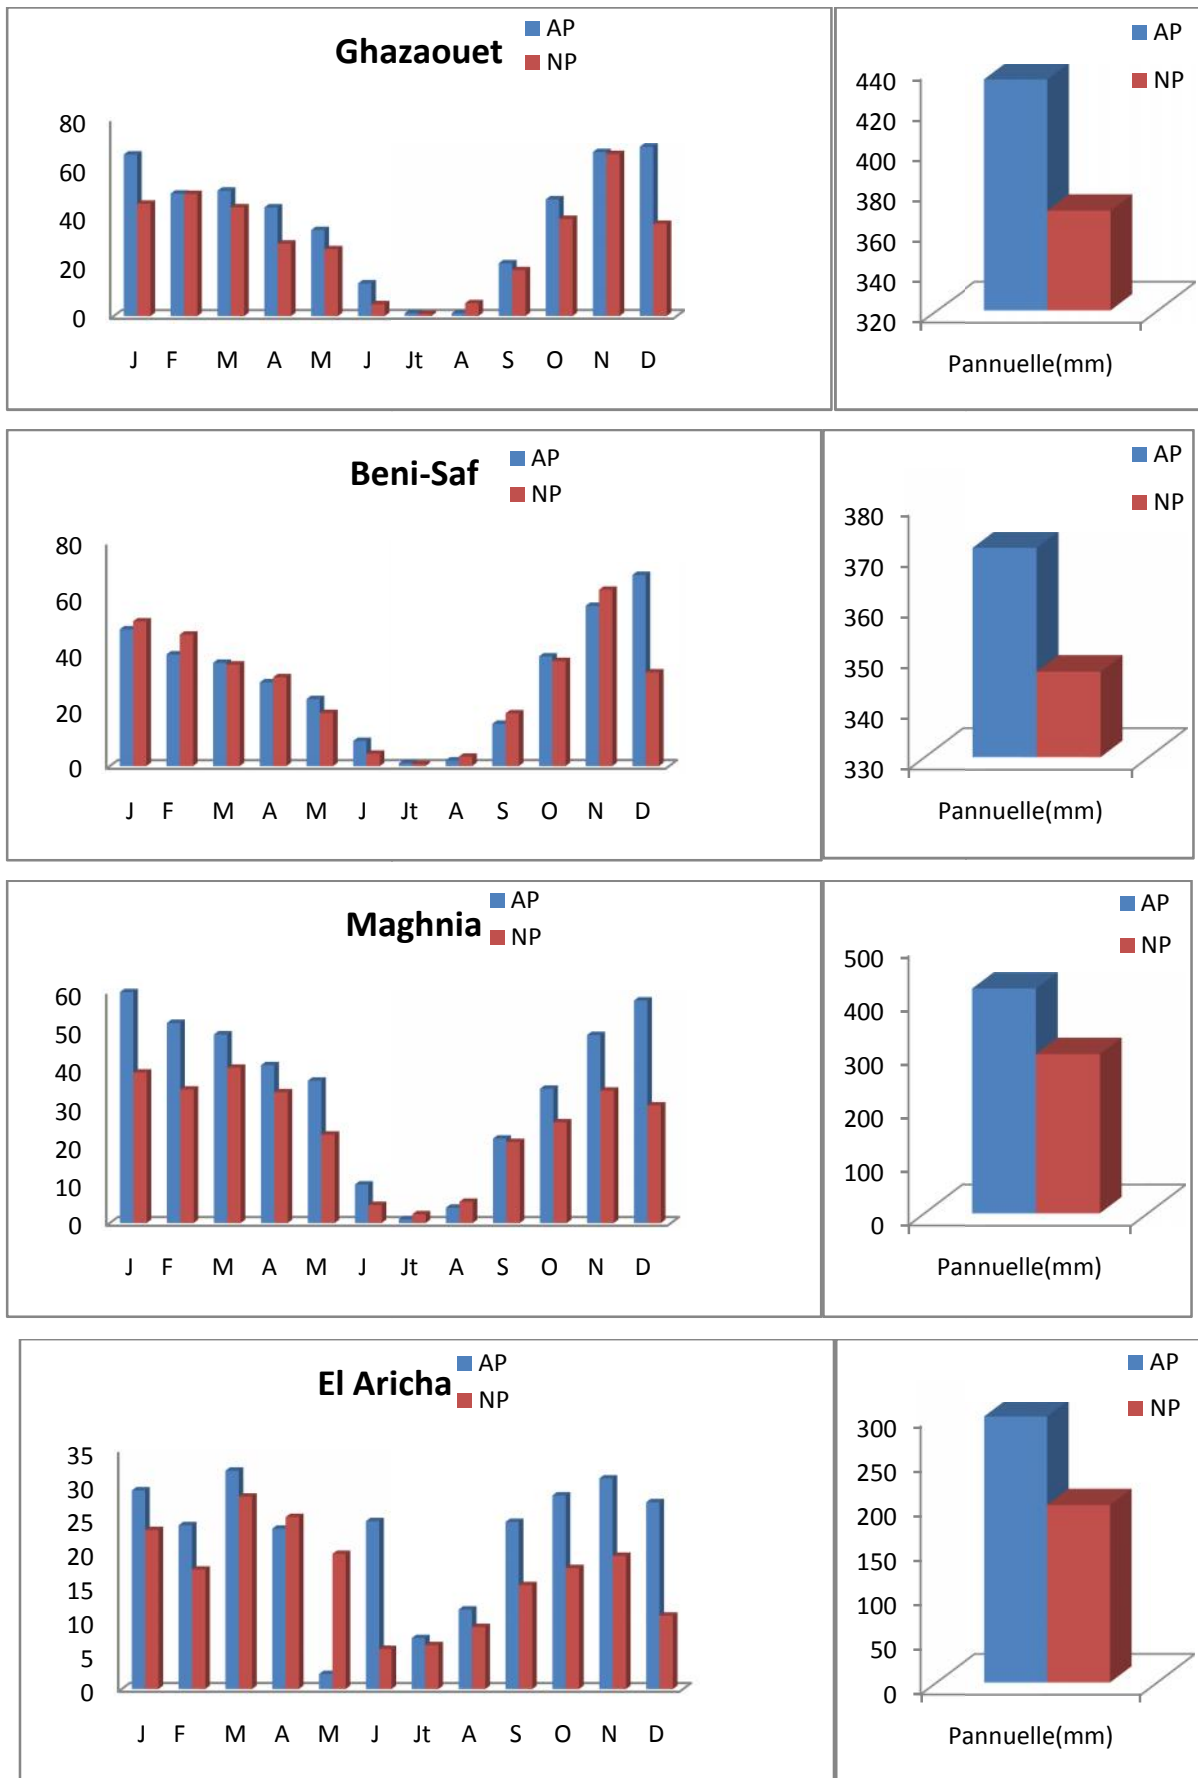 Ghazaouet
AP
NP
80
60
40
20
0
J F M A M J Jt A S O N D
AP
NP
440
420
400
380
360
340
320
Pannuelle(mm)
Beni-Saf
AP
NP
80
60
40
20
0
J F M A M J Jt A S O N D
AP
NP
380
370
360
350
340
330
Pannuelle(mm)
Maghnia
AP
NP
60
50
40
30
20
10
0
J F M A M J Jt A S O N D
AP
NP
500
400
300
200
100
0
Pannuelle(mm)
El Aricha
AP
NP
35
30
25
20
15
10
5
0
J F M A M J Jt A S O N D
AP
NP
300
250
200
150
100
50
0
Pannuelle(mm)